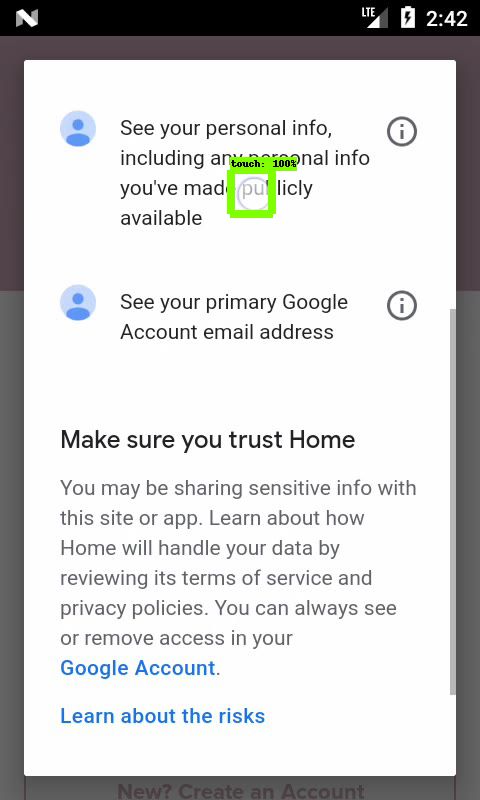 LTE 2:42
See your personal info,
including any personal info
touch: 100%
you've made publicly
available
See your primary Google
Account email address
Make sure you trust Home
You may be sharing sensitive info with
this site or app. Learn about how
Home will handle your data by
reviewing its terms of service and
privacy policies. You can always see
or remove access in your
Google Account.
Learn about the risks
New? Create an Account